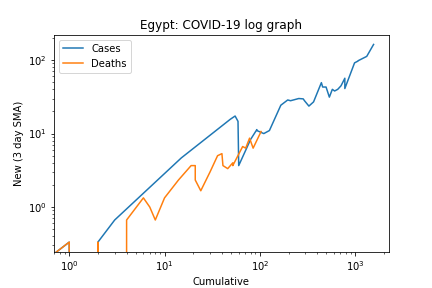 Egypt: COVID-19 log graph
Cases
Deaths
New (3 day SMA)
10²
10¹
10⁰
10⁰
10¹
10²
10³
Cumulative